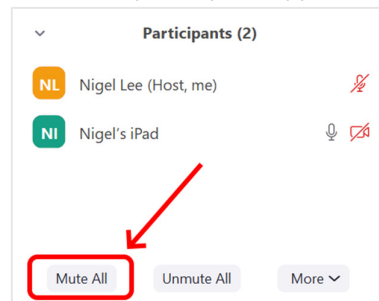 Participants (2)
NL Nigel Lee (Host, me)
NI Nigel's iPad
Mute All Unmute All More